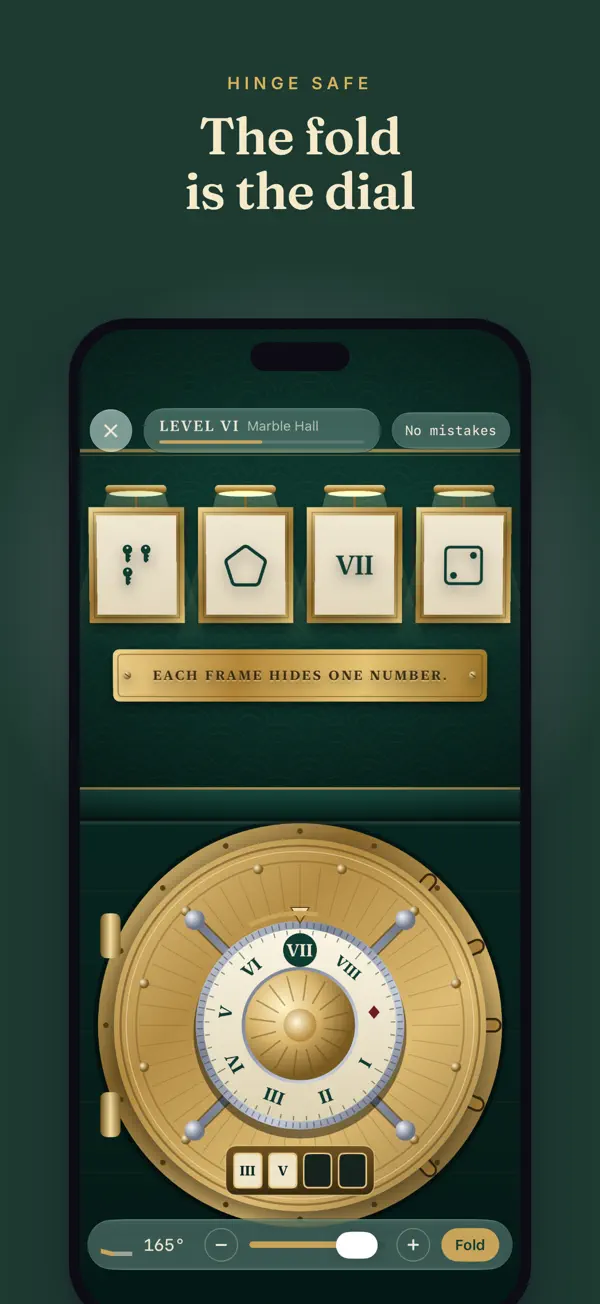 HINGE SAFE
The fold
is the dial
LEVEL VI Marble Hall
No mistakes
VII
EACH FRAME HIDES ONE NUMBER.
VII
VIII
I
II
III
IV
V
VI
III V
165°
− +
Fold